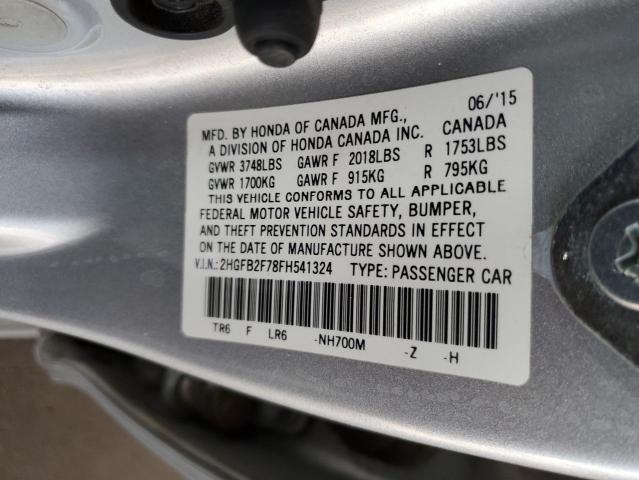 06/'15
MFD. BY HONDA OF CANADA MFG., CANADA
A DIVISION OF HONDA CANADA INC.
GVWR 3748LBS GAWR F 2018LBS R 1753LBS
GVWR 1700KG GAWR F 915KG R 795KG
THIS VEHICLE CONFORMS TO ALL APPLICABLE
FEDERAL MOTOR VEHICLE SAFETY, BUMPER,
AND THEFT PREVENTION STANDARDS IN EFFECT
ON THE DATE OF MANUFACTURE SHOWN ABOVE.
V.I.N.: 2HGFB2F78FH541324 TYPE: PASSENGER CAR
TR6 F LR6 -NH700M -Z -H